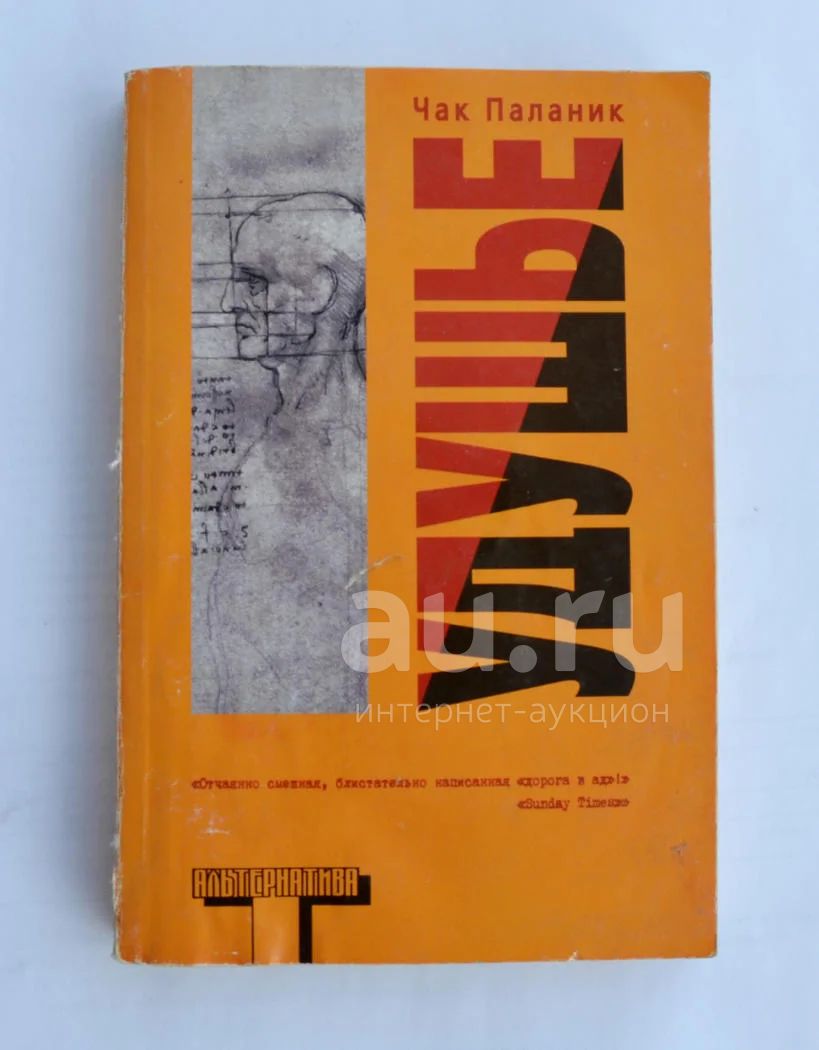 Чак Паланик
УДУШЬЕ
«Отчаянно смешная, блистательно написанная «дорога в ад»!»
«Sunday Times»
АЛЬТЕРНАТИВА
au.ru
интернет-аукцион